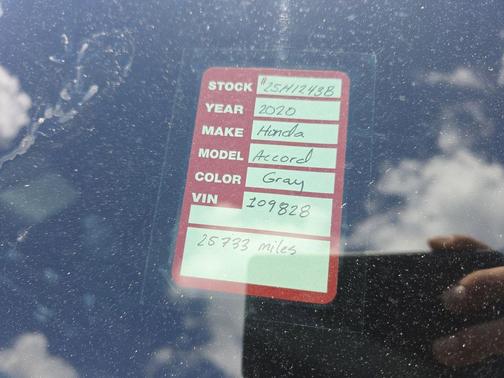 STOCK #25H1243B
YEAR 2020
MAKE Honda
MODEL Accord
COLOR Gray
VIN 109828
25733 miles